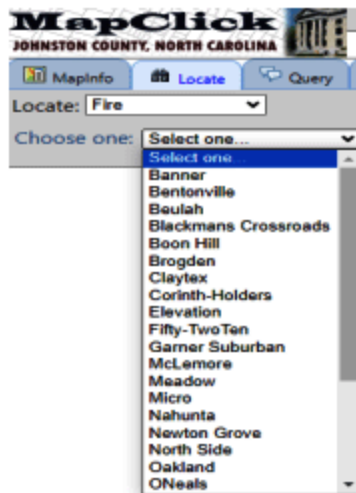 MapClick
JOHNSTON COUNTY, NORTH CAROLINA
MapInfo Locate Query
Locate: Fire
Choose one: Select one...
Select one...
Banner
Bentonville
Beulah
Blackmans Crossroads
Boon Hill
Brogden
Claytex
Corinth-Holders
Elevation
Fifty-TwoTen
Garner Suburban
McLemore
Meadow
Micro
Nahunta
Newton Grove
North Side
Oakland
ONeals